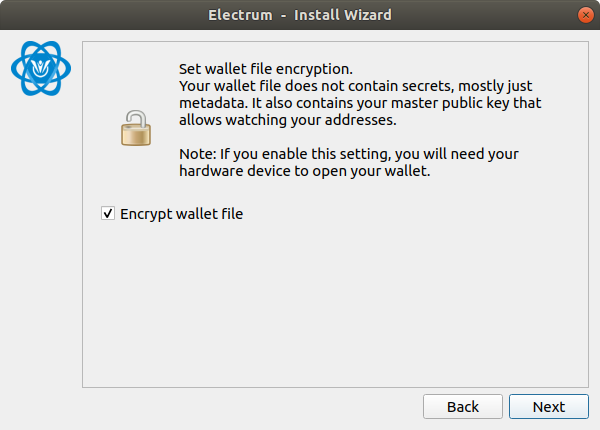 Electrum - Install Wizard
Set wallet file encryption.
Your wallet file does not contain secrets, mostly just
metadata. It also contains your master public key that
allows watching your addresses.
Note: If you enable this setting, you will need your
hardware device to open your wallet.
Encrypt wallet file
Back
Next